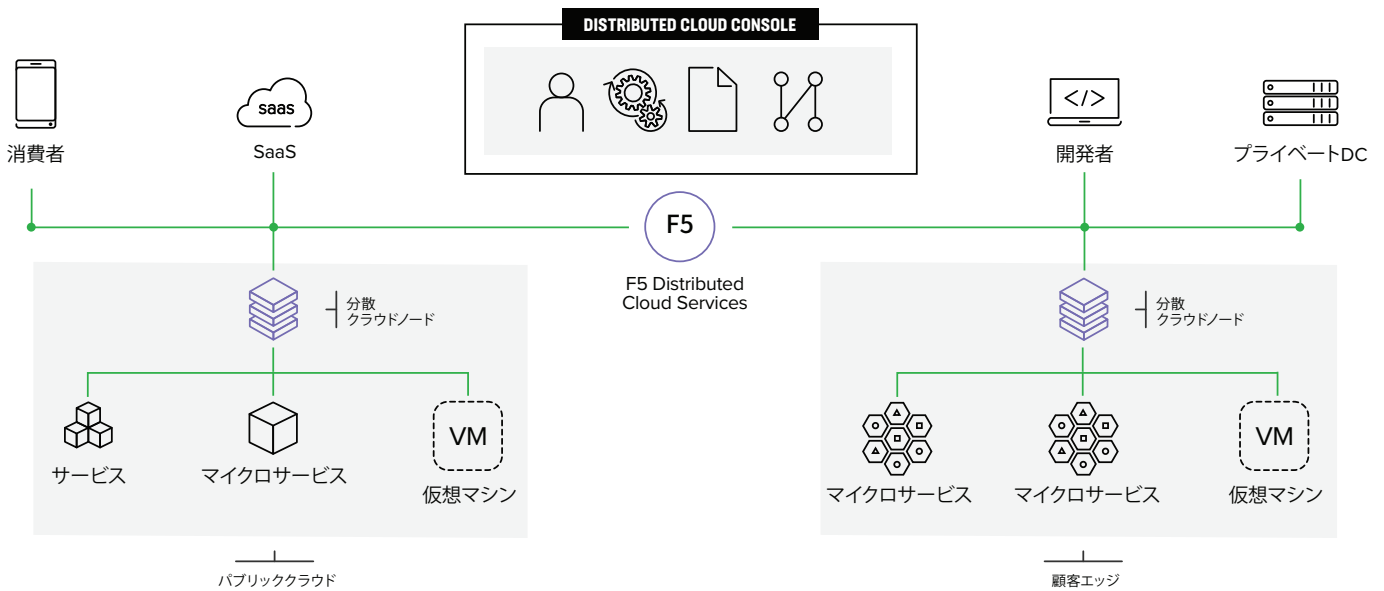 DISTRIBUTED CLOUD CONSOLE
saas
</>
消費者
SaaS
開発者
プライベートDC
F5
F5 Distributed
Cloud Services
分散
クラウドノード
分散
クラウドノード
VM
VM
サービス
マイクロサービス
仮想マシン
マイクロサービス
マイクロサービス
仮想マシン
パブリッククラウド
顧客エッジ